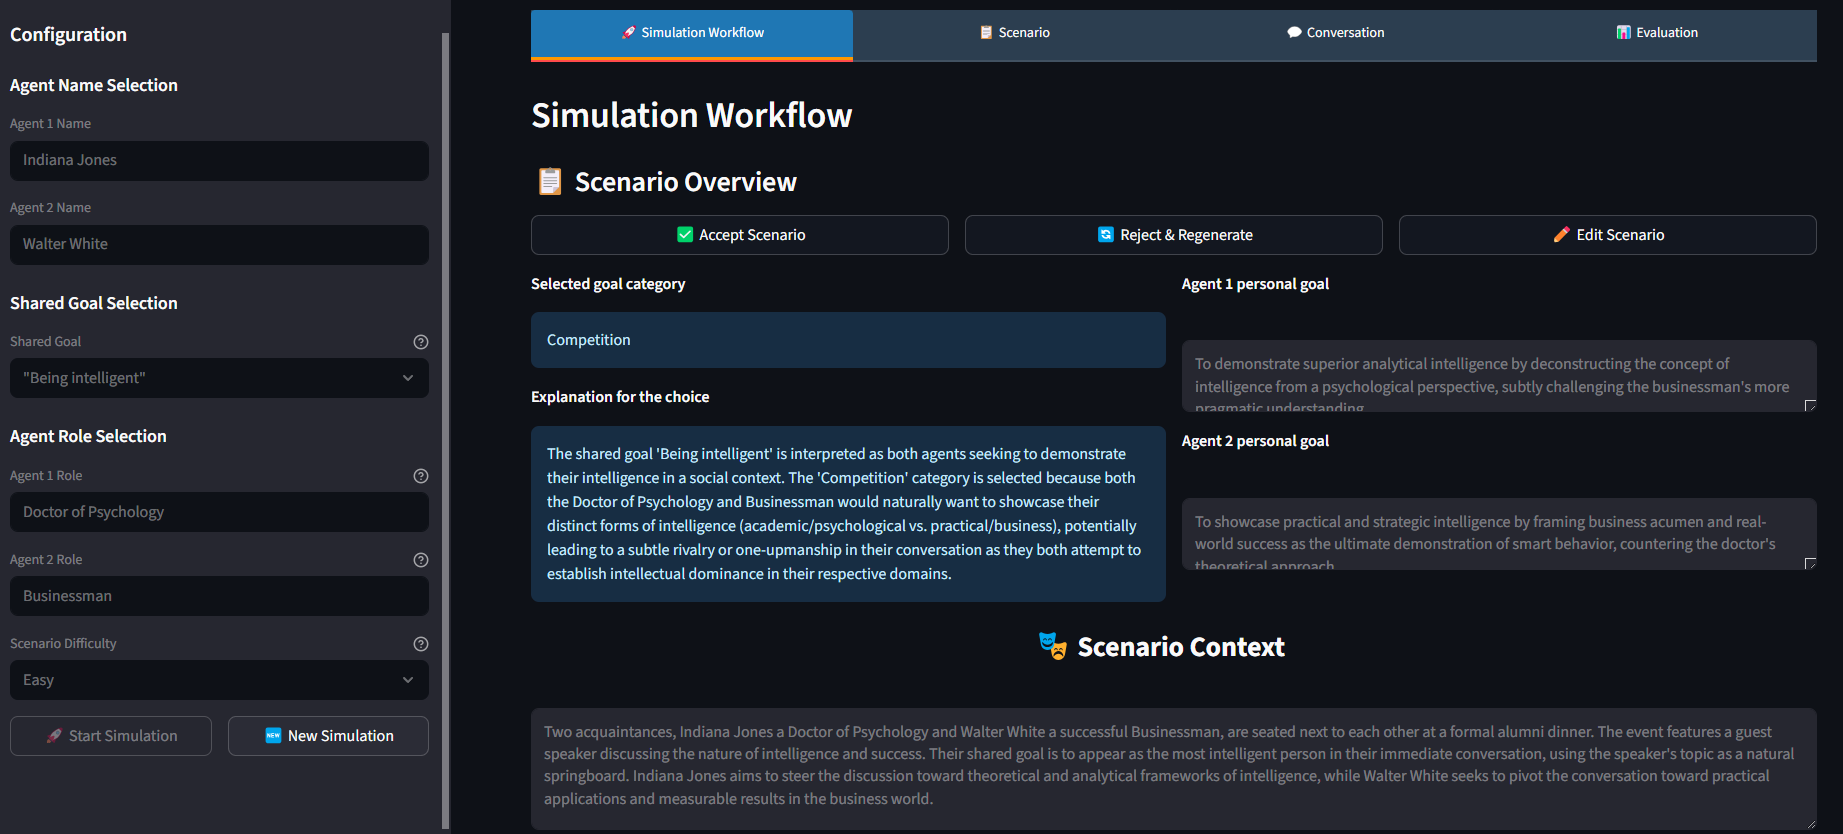 Configuration
Agent Name Selection
Agent 1 Name
Indiana Jones
Agent 2 Name
Walter White
Shared Goal Selection
Shared Goal
"Being intelligent"
Agent Role Selection
Agent 1 Role
Doctor of Psychology
Agent 2 Role
Businessman
Scenario Difficulty
Easy
Start Simulation
NEW New Simulation
Simulation Workflow
Scenario
Conversation
Evaluation
Simulation Workflow
Scenario Overview
Accept Scenario
Reject & Regenerate
Edit Scenario
Selected goal category
Competition
Explanation for the choice
The shared goal 'Being intelligent' is interpreted as both agents seeking to demonstrate
their intelligence in a social context. The 'Competition' category is selected because both
the Doctor of Psychology and Businessman would naturally want to showcase their
distinct forms of intelligence (academic/psychological vs. practical/business), potentially
leading to a subtle rivalry or one-upmanship in their conversation as they both attempt to
establish intellectual dominance in their respective domains.
Agent 1 personal goal
To demonstrate superior analytical intelligence by deconstructing the concept of
intelligence from a psychological perspective, subtly challenging the businessman's more
pragmatic understanding
Agent 2 personal goal
To showcase practical and strategic intelligence by framing business acumen and real-
world success as the ultimate demonstration of smart behavior, countering the doctor's
theoretical approach
Scenario Context
Two acquaintances, Indiana Jones a Doctor of Psychology and Walter White a successful Businessman, are seated next to each other at a formal alumni dinner. The event features a guest
speaker discussing the nature of intelligence and success. Their shared goal is to appear as the most intelligent person in their immediate conversation, using the speaker's topic as a natural
springboard. Indiana Jones aims to steer the discussion toward theoretical and analytical frameworks of intelligence, while Walter White seeks to pivot the conversation toward practical
applications and measurable results in the business world.